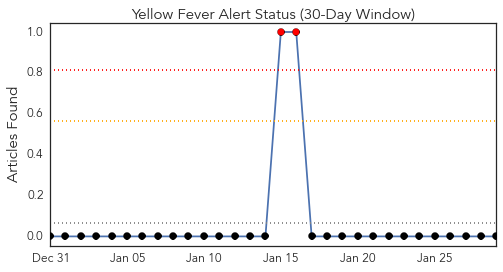 Yellow Fever Alert Status (30-Day Window)
Articles Found
1.0
0.8
0.6
0.4
0.2
0.0
Dec 31 Jan 05 Jan 10 Jan 15 Jan 20 Jan 25